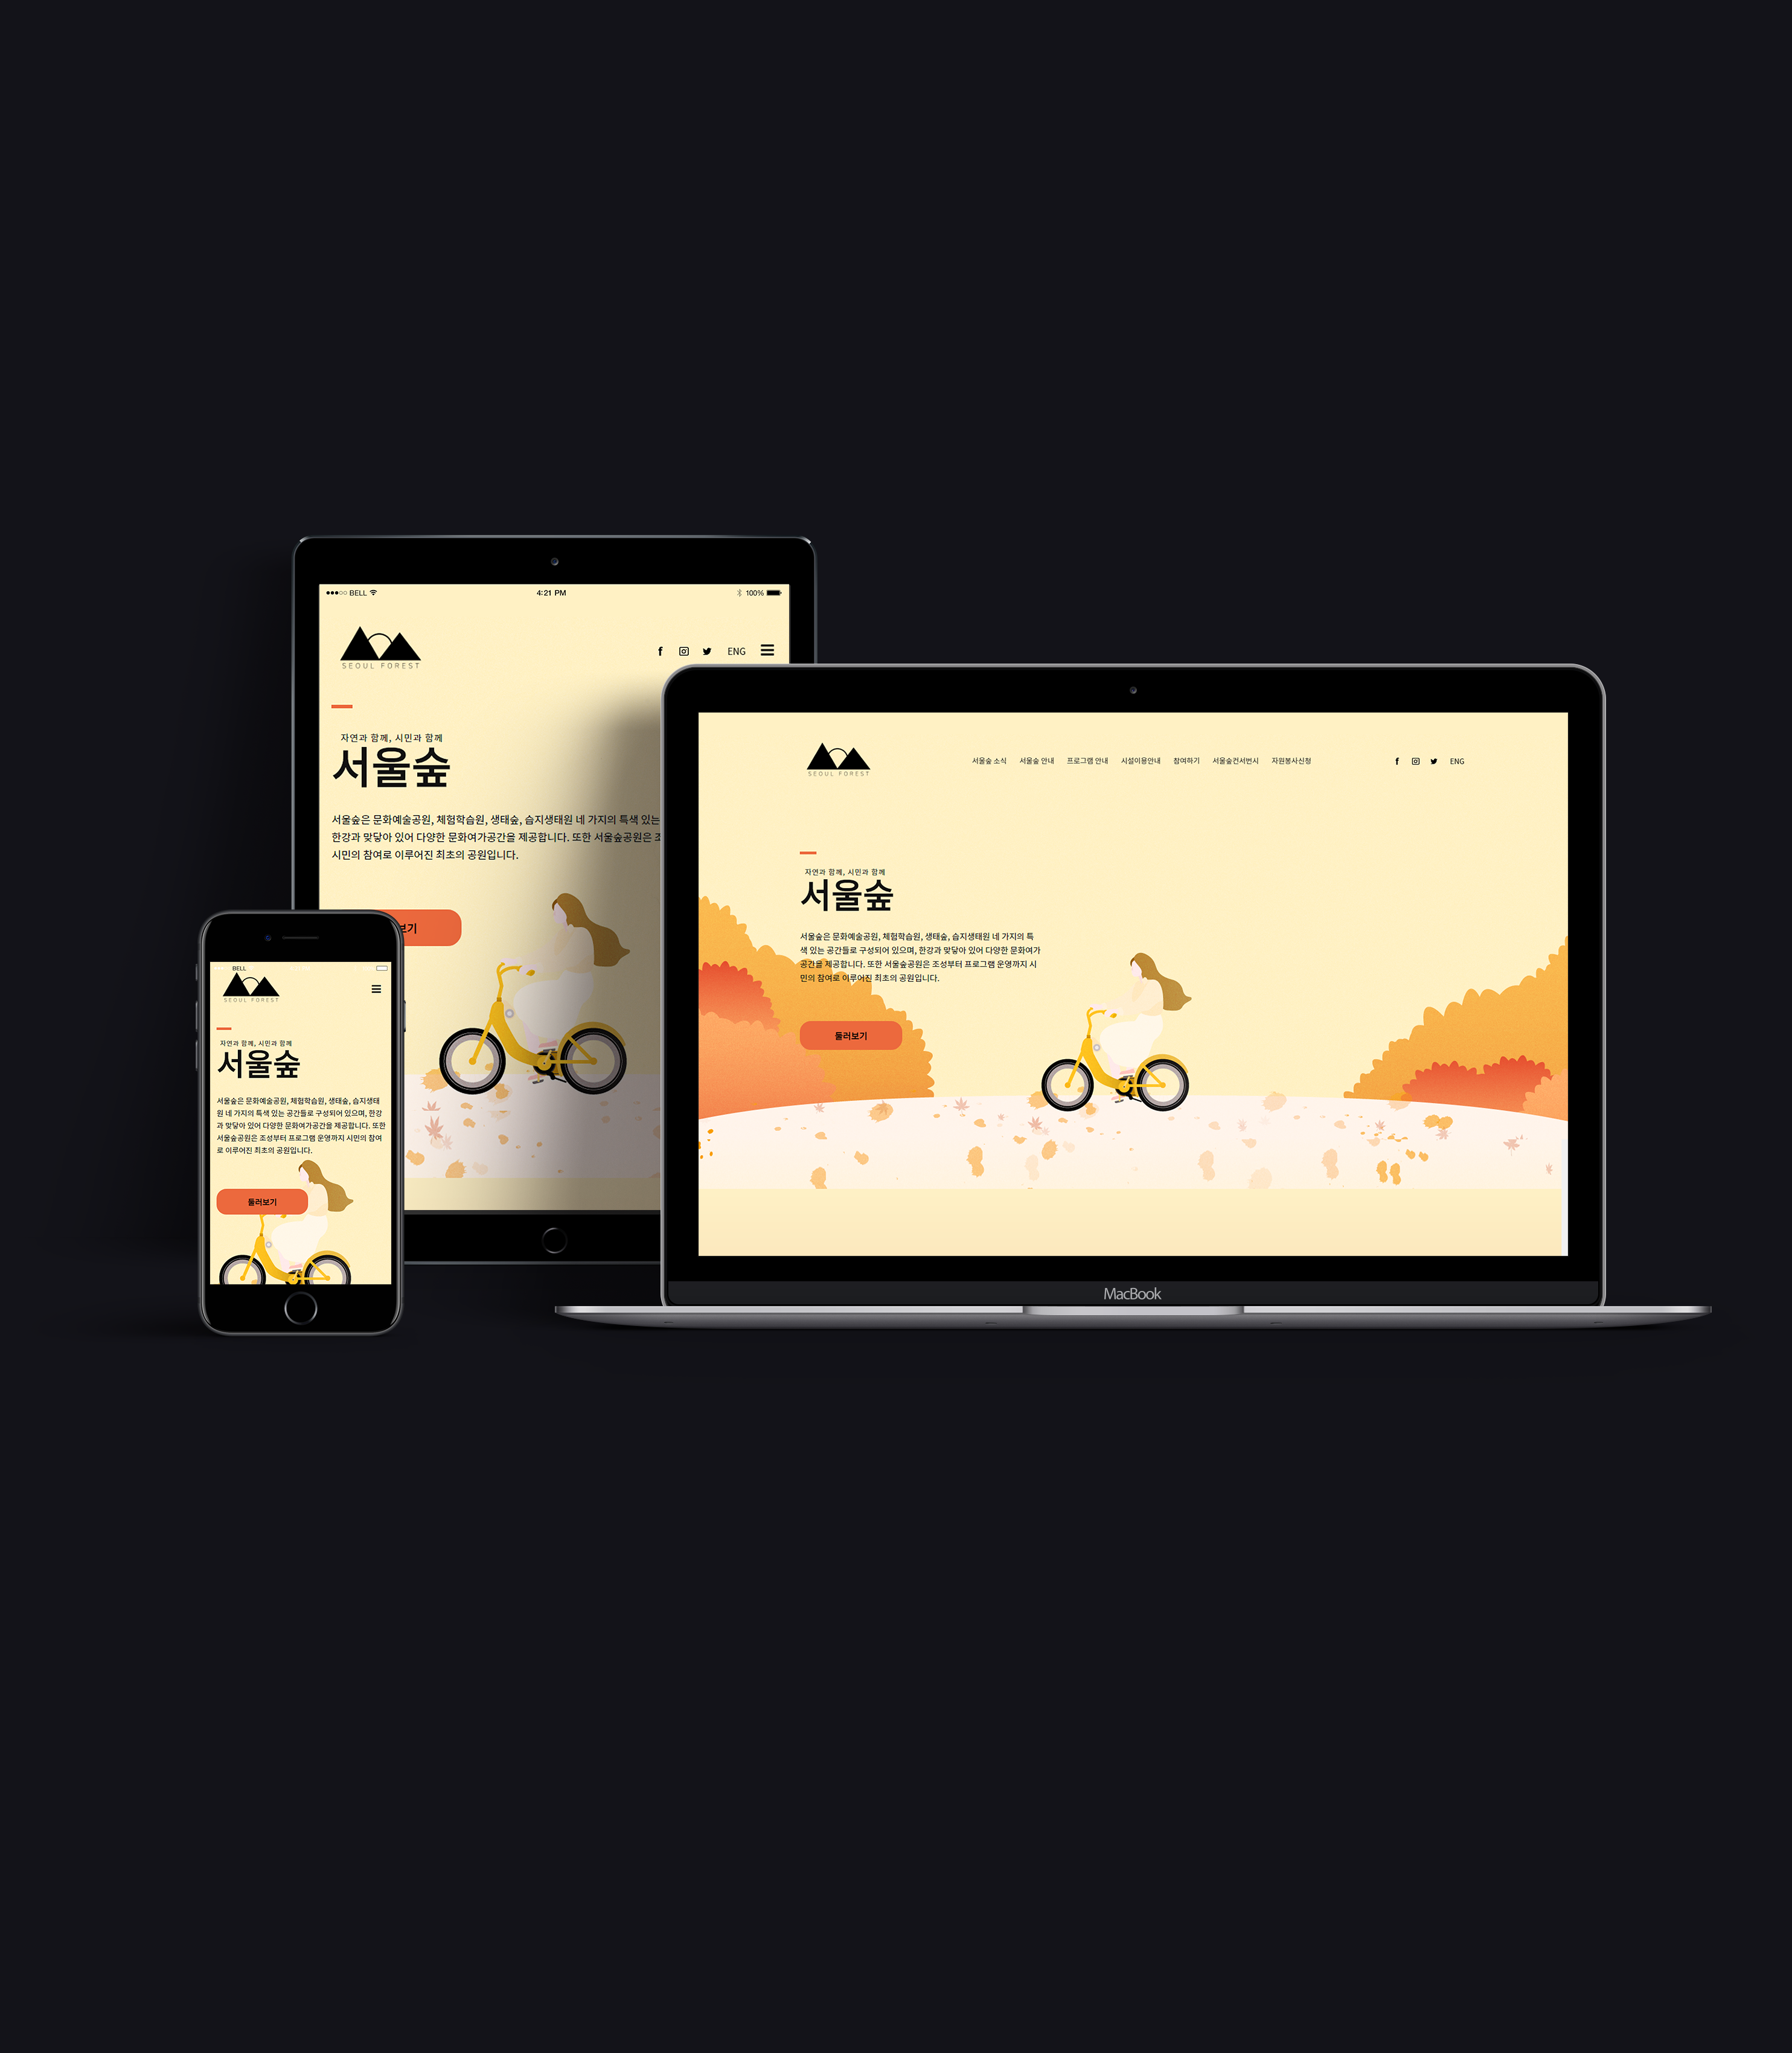 BELL
4:21 PM
100%
SEOUL FOREST
f
ENG
자연과 함께, 시민과 함께
서울숲
서울숲은 문화예술공원, 체험학습원, 생태숲, 습지생태원 네 가지의 특색 있는
한강과 맞닿아 있어 다양한 문화여가공간을 제공합니다. 또한 서울숲공원은
시민의 참여로 이루어진 최초의 공원입니다.
보기
SEOUL FOREST
서울숲 소식 서울숲 안내 프로그램 안내 시설이용안내 참여하기 서울숲컨서번시 자원봉사신청
f
ENG
자연과 함께, 시민과 함께
서울숲
서울숲은 문화예술공원, 체험학습원, 생태숲, 습지생태원 네 가지의 특
색 있는 공간들로 구성되어 있으며, 한강과 맞닿아 있어 다양한 문화여가
공간을 제공합니다. 또한 서울숲공원은 조성부터 프로그램 운영까지 시
민의 참여로 이루어진 최초의 공원입니다.
둘러보기
MacBook
BELL
SEOUL FOREST
자연과 함께, 시민과 함께
서울숲
서울숲은 문화예술공원, 체험학습원, 생태숲, 습지생태
원 네 가지의 특색 있는 공간들로 구성되어 있으며, 한강
과 맞닿아 있어 다양한 문화여가공간을 제공합니다. 또한
서울숲공원은 조성부터 프로그램 운영까지 시민의 참여
로 이루어진 최초의 공원입니다.
둘러보기